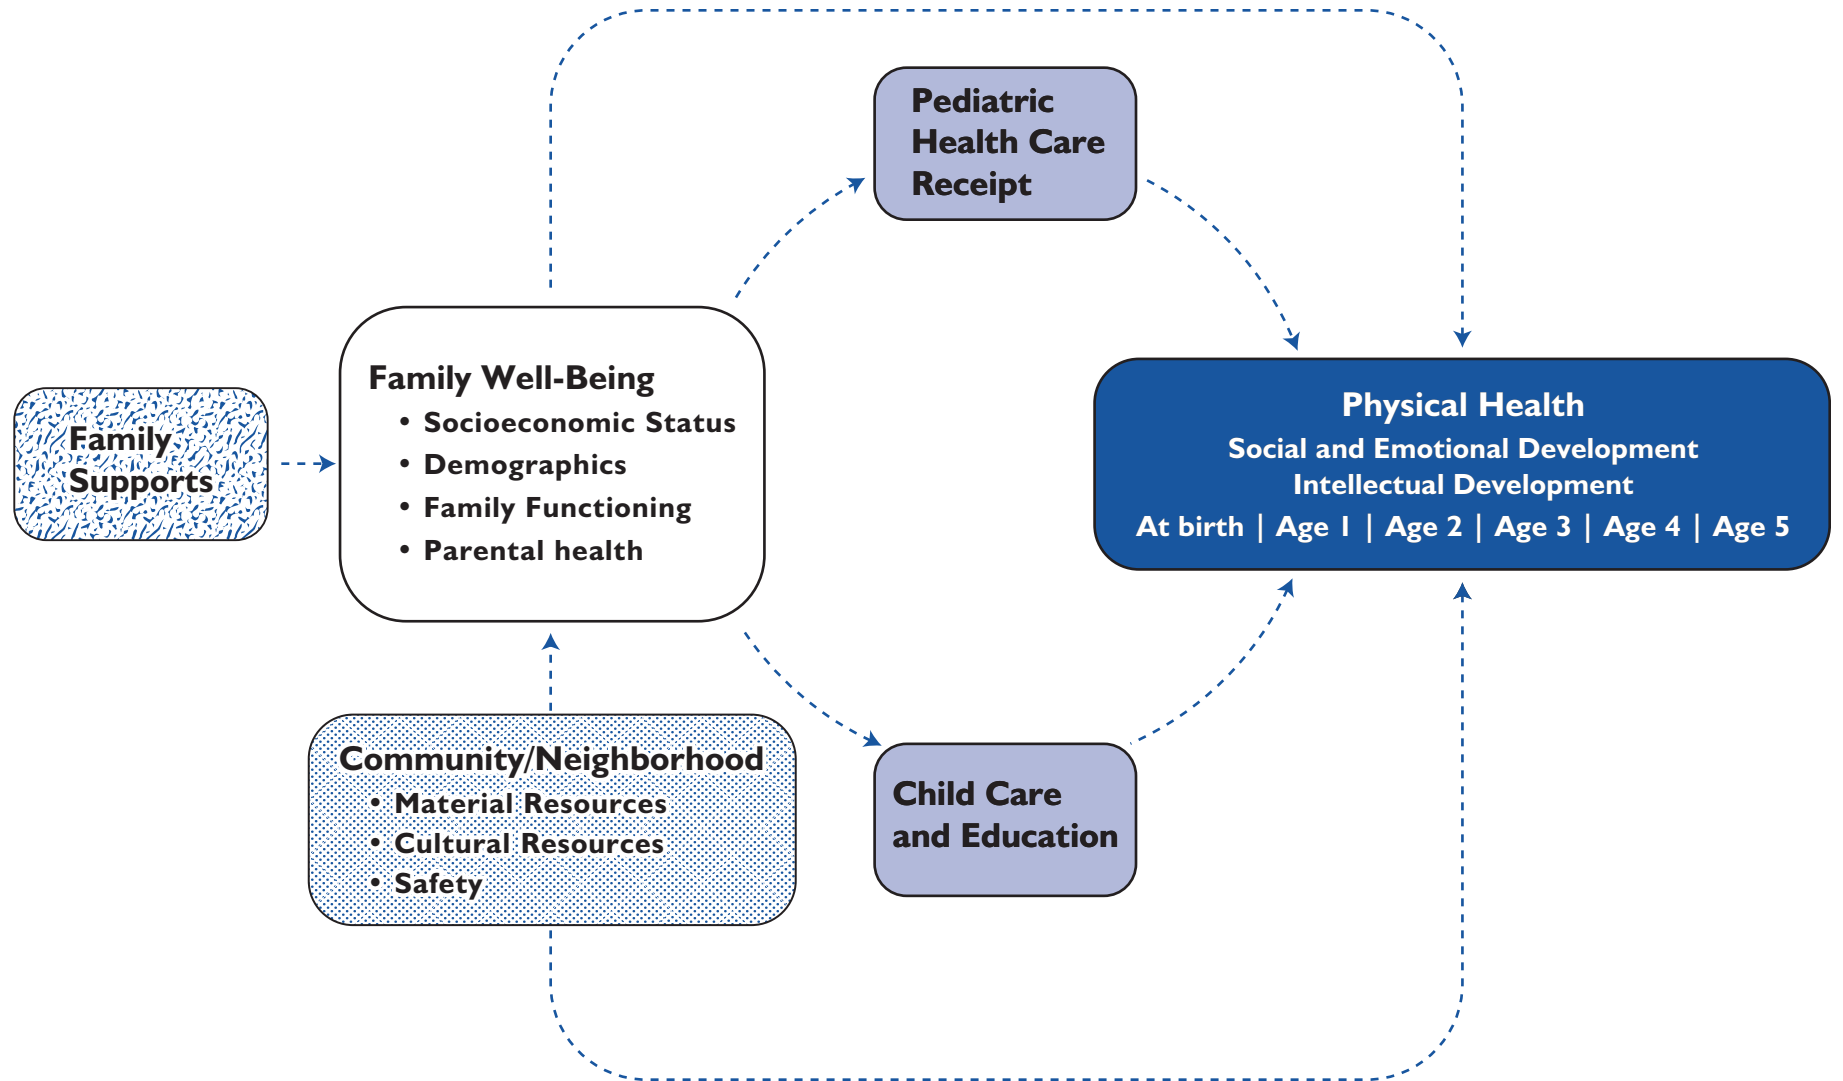 Pediatric
Health Care
Receipt
Family Well-Being
• Socioeconomic Status
• Demographics
• Family Functioning
• Parental health
Family
Supports
Physical Health
Social and Emotional Development
Intellectual Development
At birth | Age 1 | Age 2 | Age 3 | Age 4 | Age 5
Community/Neighborhood
• Material Resources
• Cultural Resources
• Safety
Child Care
and Education